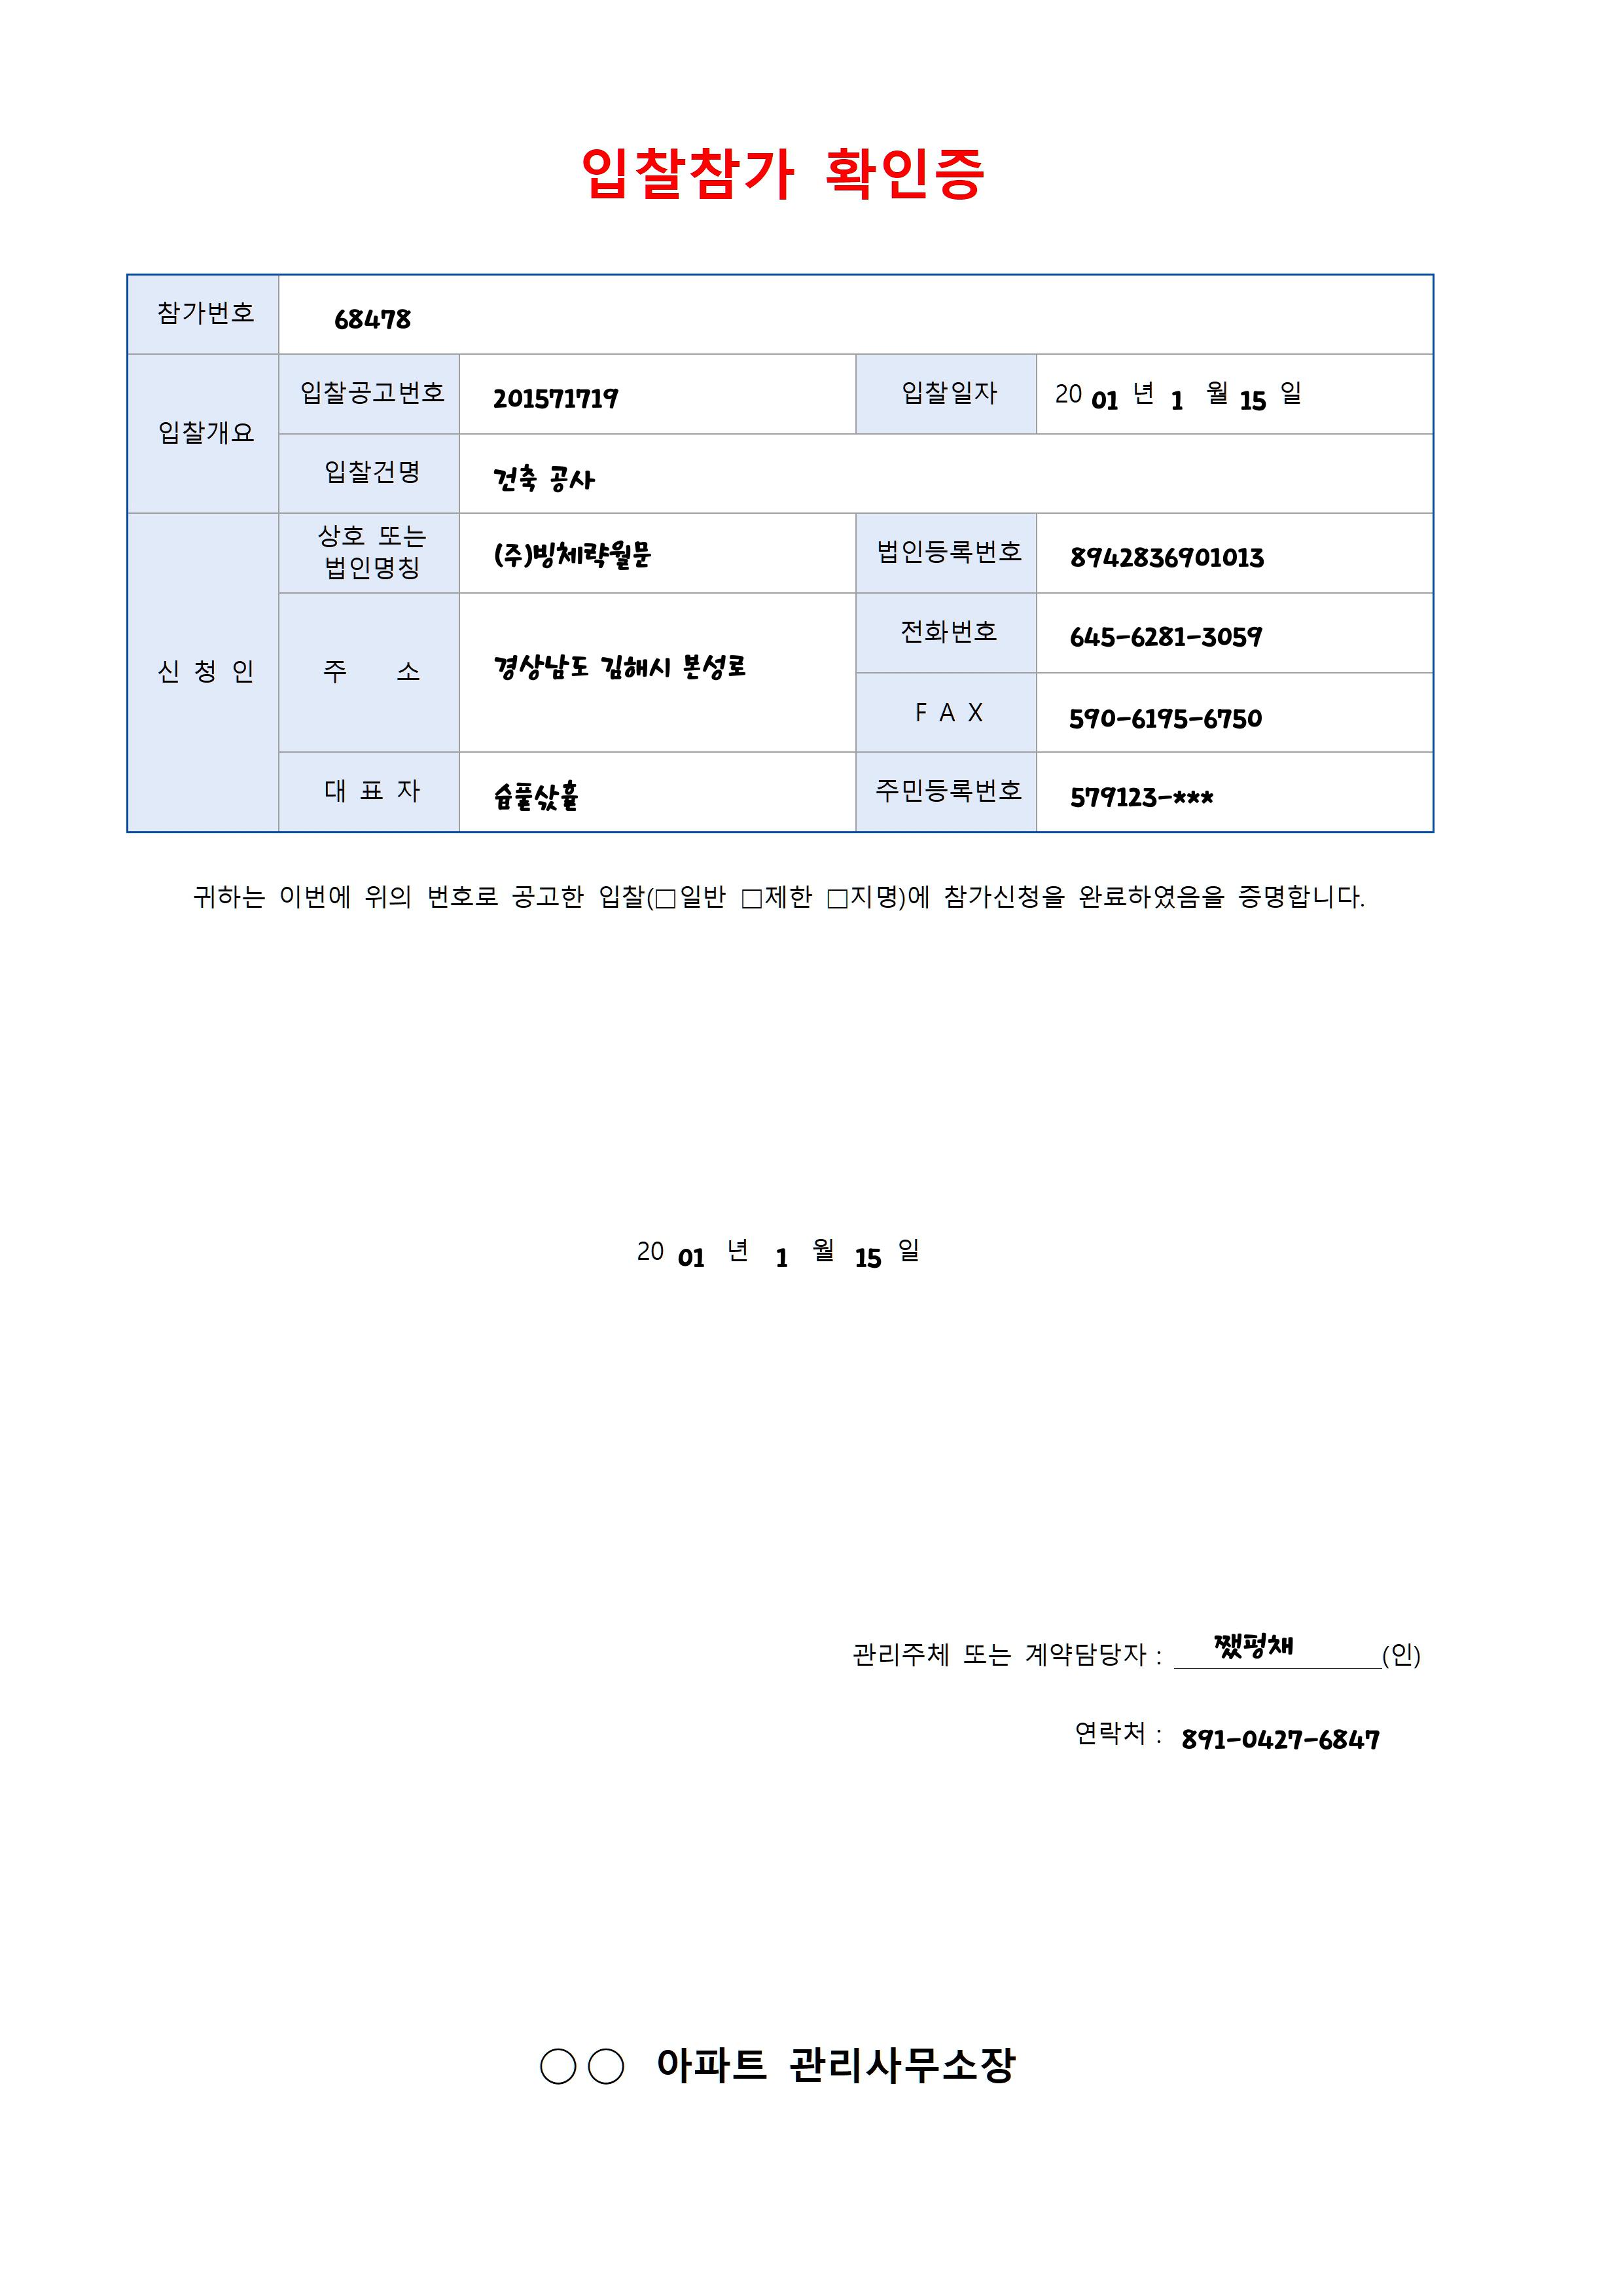 입찰참가 확인증
참가번호 68478
입찰개요
입찰공고번호 201571719 입찰일자 20 01 년 1 월 15 일
입찰건명 건축 공사
신 청 인
상호 또는
법인명칭
(주)빙체략월문 법인등록번호 8942836901013
주 소 경상남도 김해시 본성로
전화번호 645-6281-3059
F A X 590-6195-6750
대 표 자 주민등록번호 579123-***
귀하는 이번에 위의 번호로 공고한 입찰(□일반 □제한 □지명)에 참가신청을 완료하였음을 증명합니다.
20 01 년 1 월 15 일
관리주체 또는 계약담당자 : 쨌펑채 (인)
연락처 : 891-0427-6847
○○ 아파트 관리사무소장